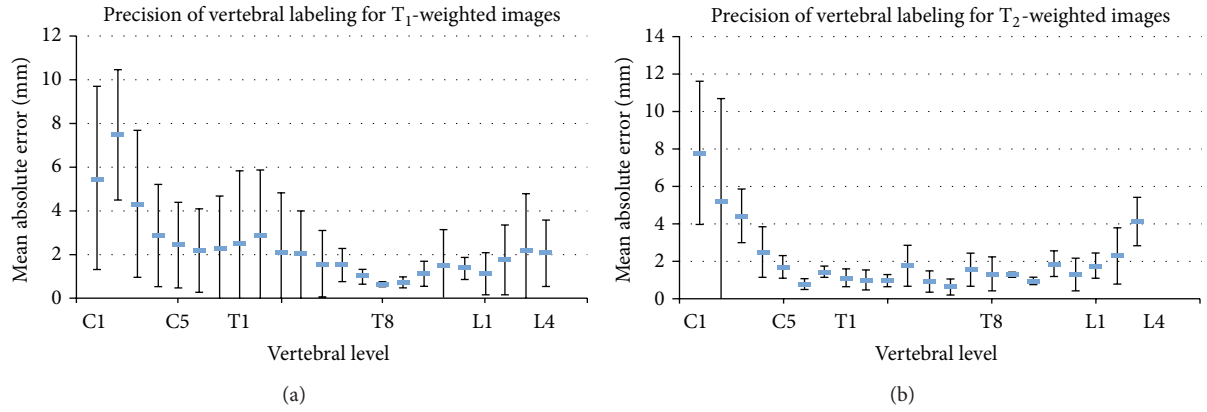 Precision of vertebral labeling for T₁-weighted images
12
10
8
6
4
2
0
Mean absolute error (mm)
C1 C5 T1 T8 L1 L4
Vertebral level
(a)
Precision of vertebral labeling for T₂-weighted images
14
12
10
8
6
4
2
0
Mean absolute error (mm)
C1 C5 T1 T8 L1 L4
Vertebral level
(b)